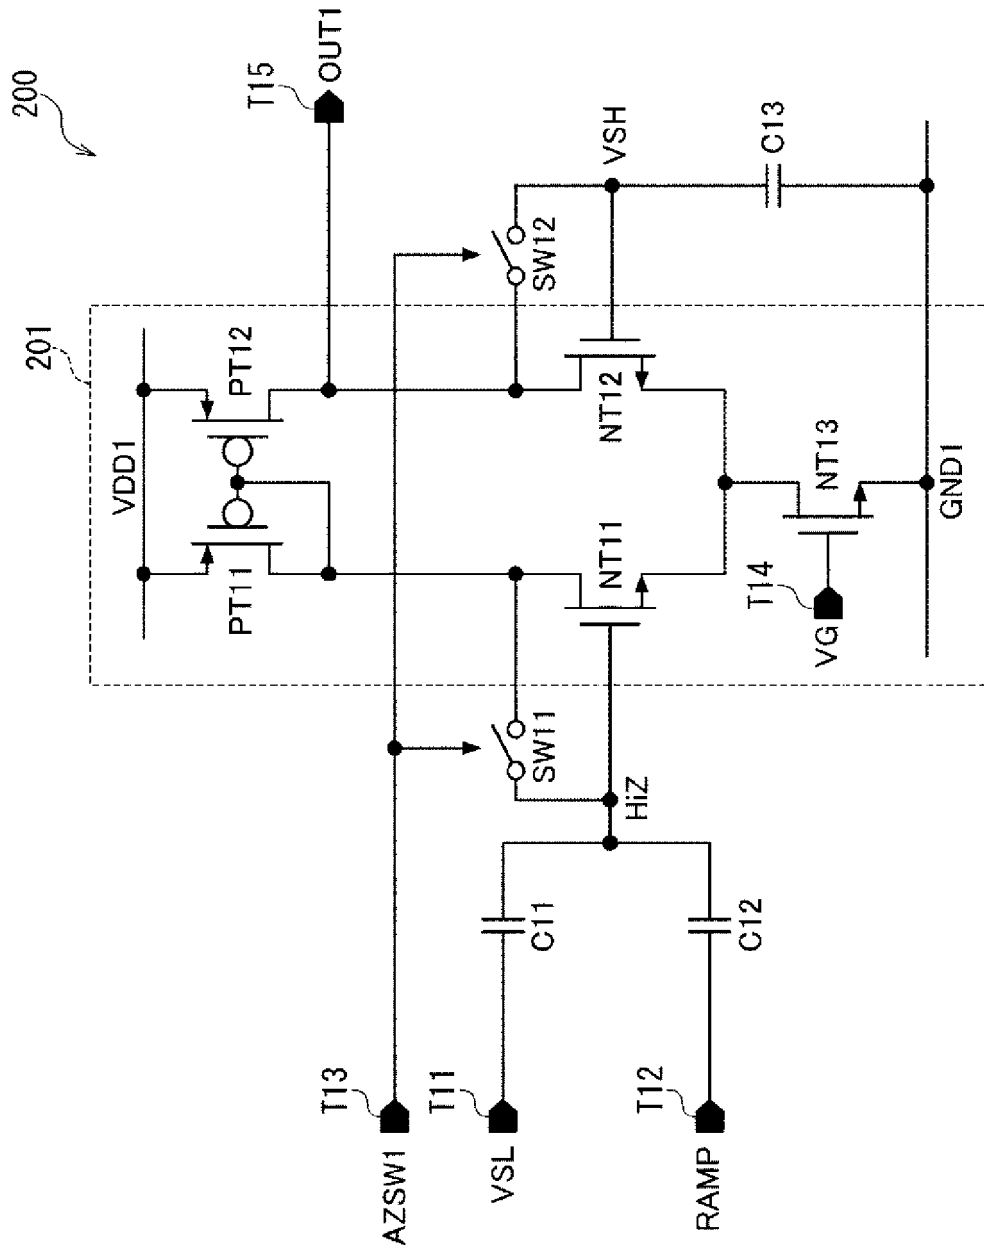 200
201
VDD1
PT11
PT12
T15
OUT1
T13
AZSW1
SW11
SW12
VSH
T11
VSL
C11
HiZ
NT11
NT12
C13
T12
RAMP
C12
T14
VG
NT13
GND1